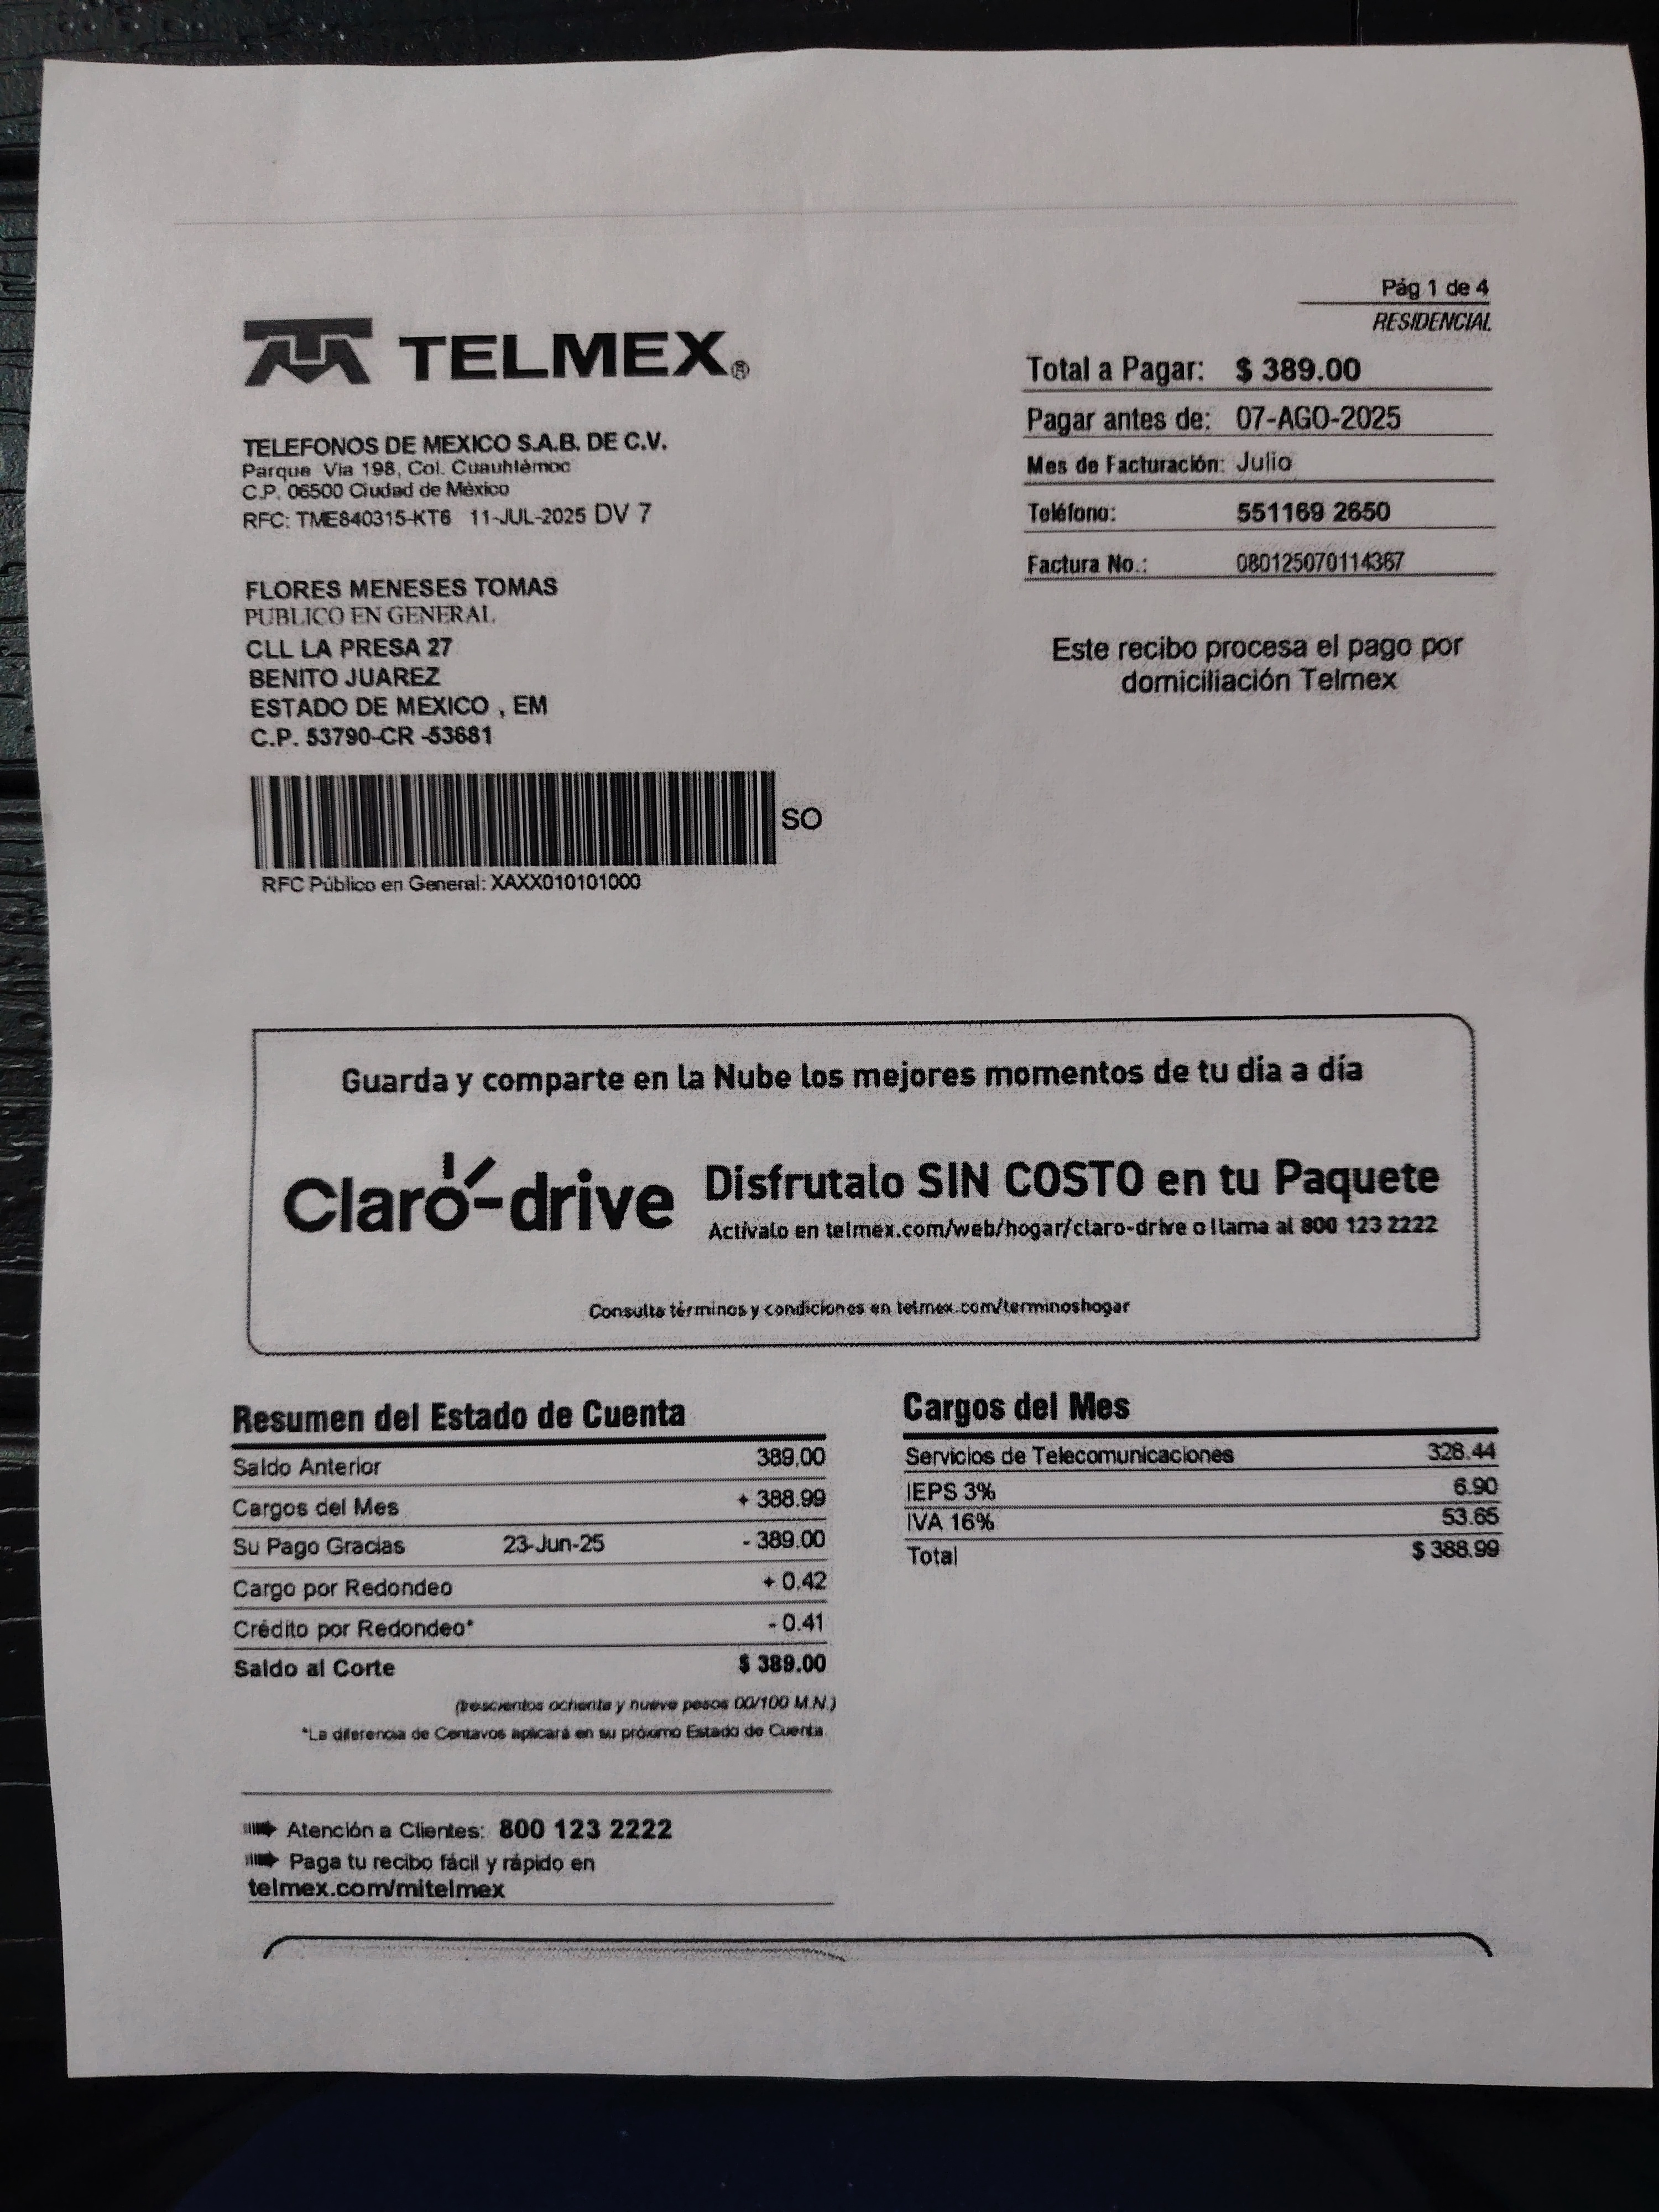 Pág 1 de 4
RESIDENCIAL
TELMEX®
Total a Pagar: $ 389.00
Pagar antes de: 07-AGO-2025
Mes de Facturación: Julio
Teléfono: 551169 2650
Factura No.: 080125070114367
TELEFONOS DE MEXICO S.A.B. DE C.V.
Parque Via 198, Col. Cuauhtémoc
C.P. 06500 Ciudad de México
RFC: TME840315-KT6 11-JUL-2025 DV 7
FLORES MENESES TOMAS
PUBLICO EN GENERAL
CLL LA PRESA 27
BENITO JUAREZ
ESTADO DE MEXICO , EM
C.P. 53790-CR -53681
Este recibo procesa el pago por
domiciliación Telmex
SO
RFC Público en General: XAXX010101000
Guarda y comparte en la Nube los mejores momentos de tu día a día
Claro-drive
Disfrutalo SIN COSTO en tu Paquete
Actívalo en telmex.com/web/hogar/claro-drive o llama al 800 123 2222
Consulta términos y condiciones en telmex.com/terminoshogar
Resumen del Estado de Cuenta
Saldo Anterior 389.00
Cargos del Mes + 388.99
Su Pago Gracias 23-Jun-25 - 389.00
Cargo por Redondeo + 0.42
Crédito por Redondeo* - 0.41
Saldo al Corte $ 389.00
(trescientos ochenta y nueve pesos 00/100 M.N.)
*La diferencia de Centavos aplicará en su próximo Estado de Cuenta
Cargos del Mes
Servicios de Telecomunicaciones 328.44
IEPS 3% 6.90
IVA 16% 53.65
Total $ 388.99
Atención a Clientes: 800 123 2222
Paga tu recibo fácil y rápido en
telmex.com/mitelmex